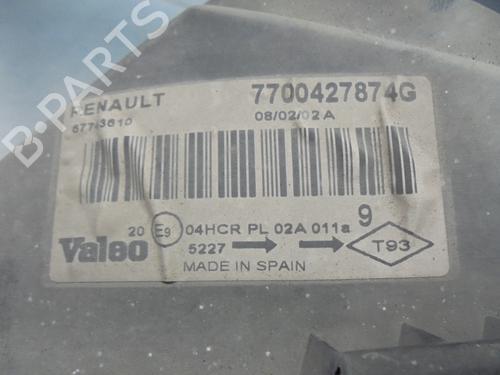 B-PARTS
RENAULT 7700427874G
6773610 08/02/02 A
20 E9 04HCR PL 02A 011a 9
Valeo 5227 T93
MADE IN SPAIN